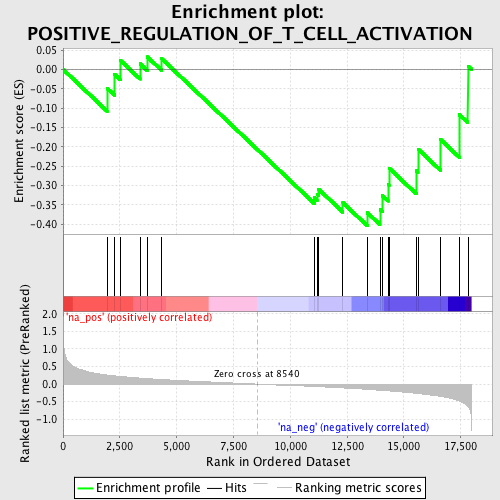 Enrichment plot:
POSITIVE_REGULATION_OF_T_CELL_ACTIVATION
Enrichment score (ES)
0.05
0.00
-0.05
-0.10
-0.15
-0.20
-0.25
-0.30
-0.35
-0.40
'na_pos' (positively correlated)
Ranked list metric (PreRanked)
2.0
1.5
1.0
0.5
0.0
-0.5
-1.0
Zero cross at 8540
'na_neg' (negatively correlated)
0
2,500
5,000
7,500
10,000
12,500
15,000
17,500
Rank in Ordered Dataset
Enrichment profile
Hits
Ranking metric scores